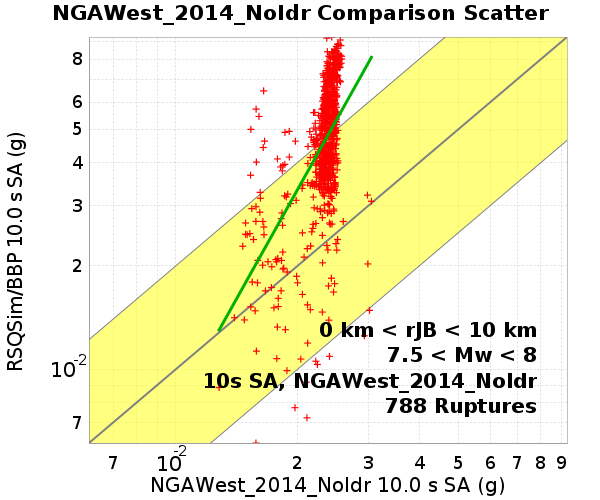 NGAWest_2014_NoIdr Comparison Scatter
RSQSim/BBP 10.0 s SA (g)
8
6
5
4
3
2
10⁻²
7
0 km < rJB < 10 km
7.5 < Mw < 8
10s SA, NGAWest_2014_NoIdr
788 Ruptures
7 10⁻² 2 3 4 5 6 7 8 9
NGAWest_2014_NoIdr 10.0 s SA (g)